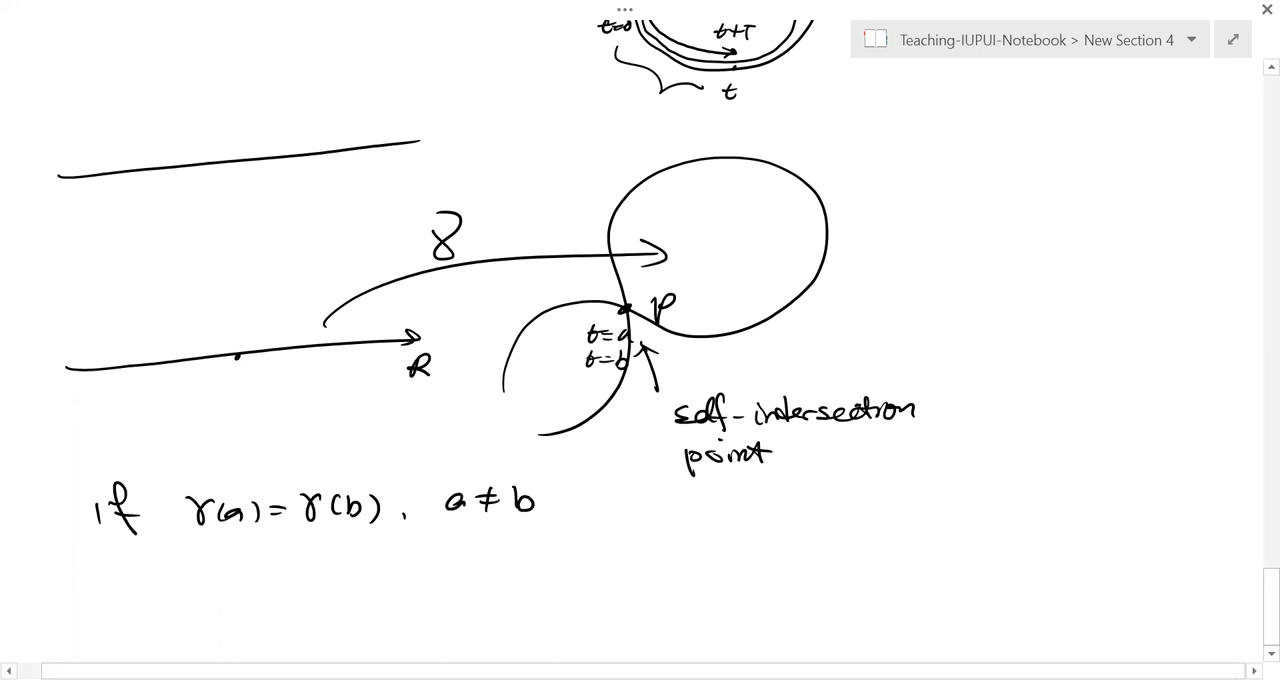 t=0
t+T
Teaching-IUPUI-Notebook > New Section 4
t
γ
p
t=a
t=b
R
self-intersection
point
if γ(a)=γ(b), a≠b